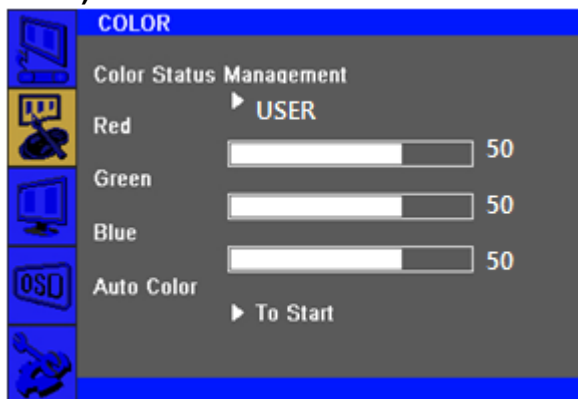 COLOR
Color Status Management
USER
Red
50
Green
50
Blue
50
OSD
Auto Color
To Start